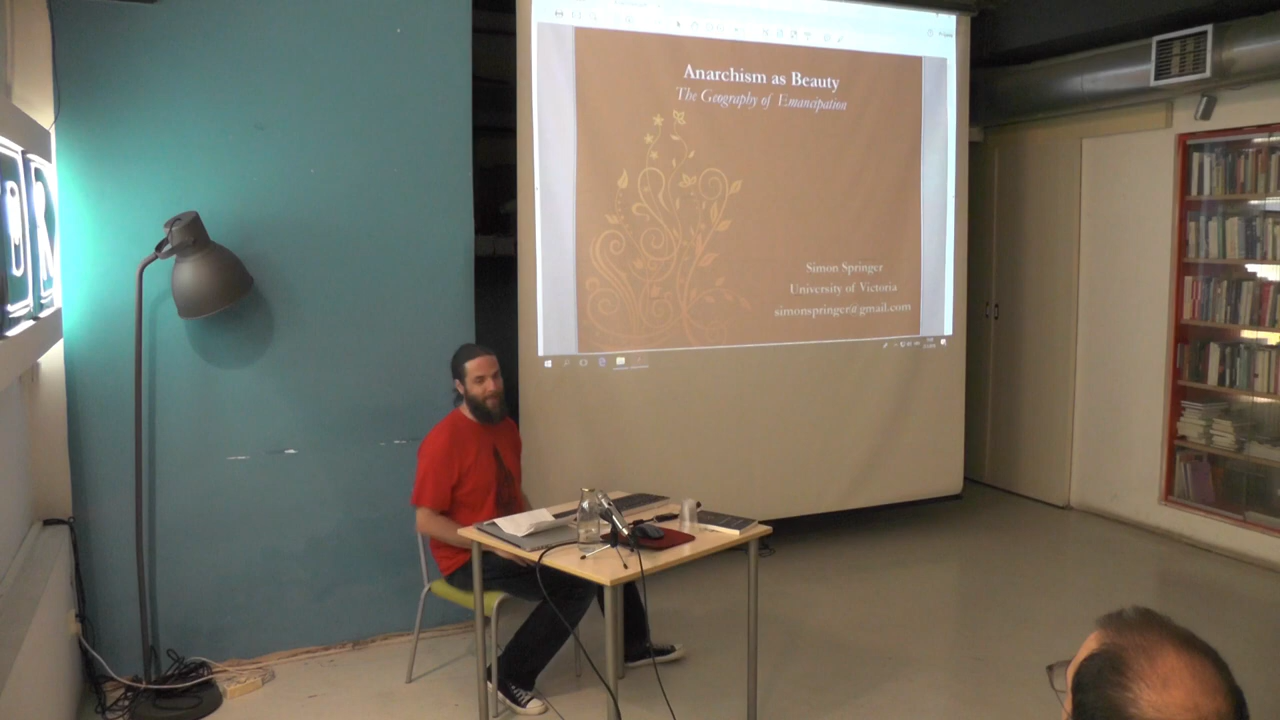 Anarchism as Beauty
The Geography of Emancipation
Simon Springer
University of Victoria
simonspringer@gmail.com